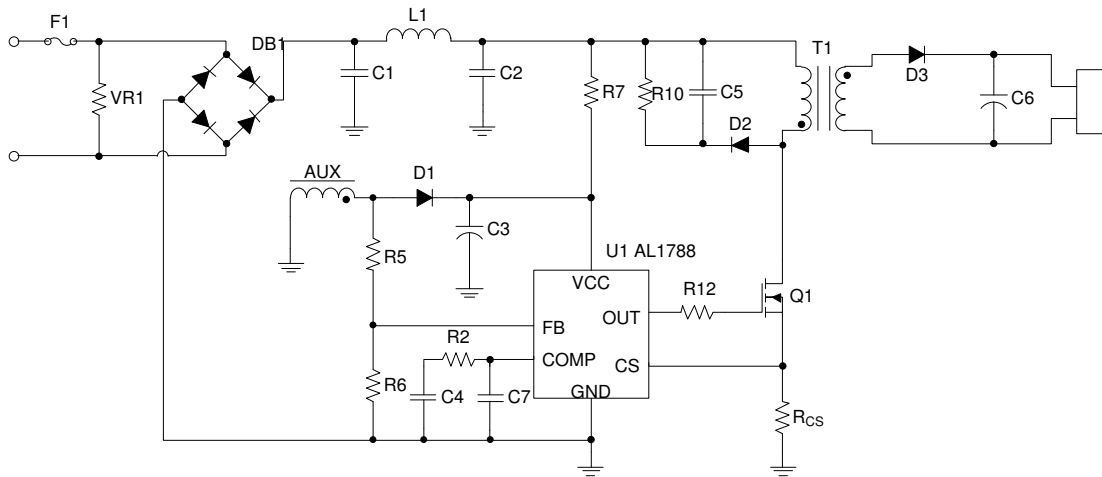 F1
L1
DB1
T1
VR1
C1
C2
R7
R10
C5
D3
C6
D2
AUX
D1
C3
U1 AL1788
R5
VCC
R12
Q1
OUT
FB
R2
COMP
CS
R6
C4
C7
GND
RCS